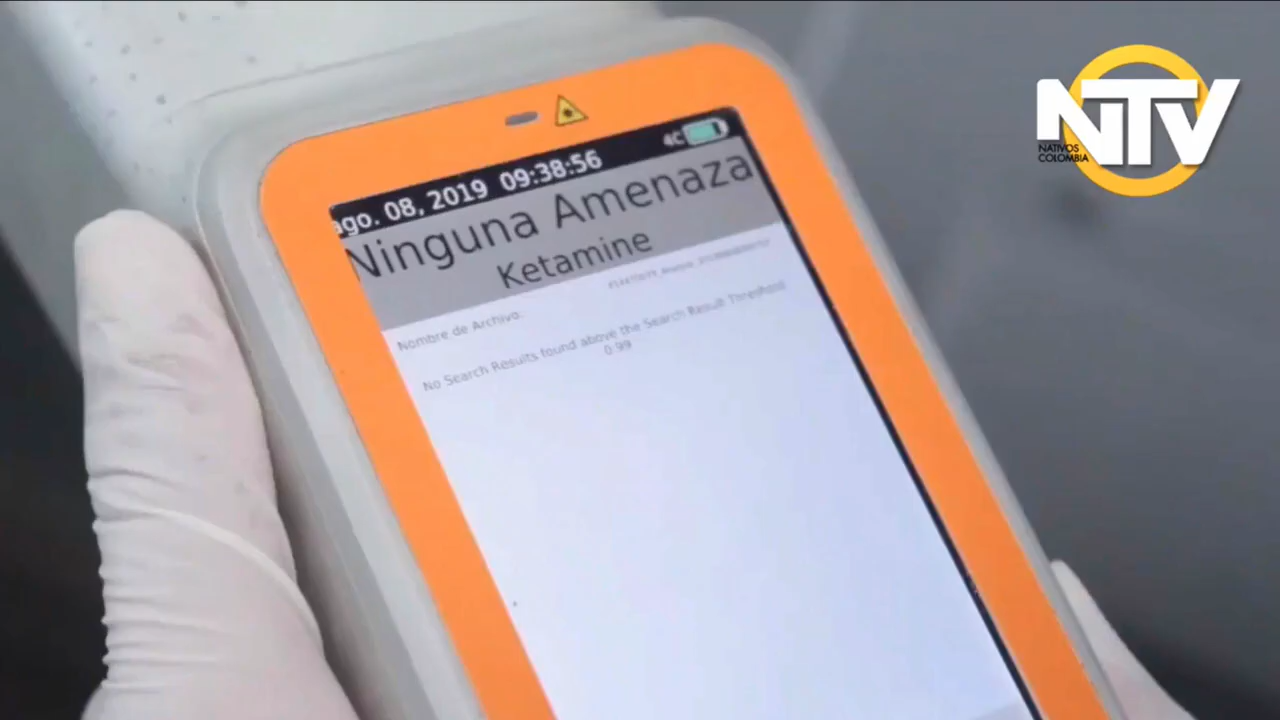 ago. 08, 2019 09:38:56 4C
Ninguna Amenaza
Ketamine
Nombre de Archivo:
No Search Results found above the Search Result Threshold
0.99
NTV
NATIVOS
COLOMBIA